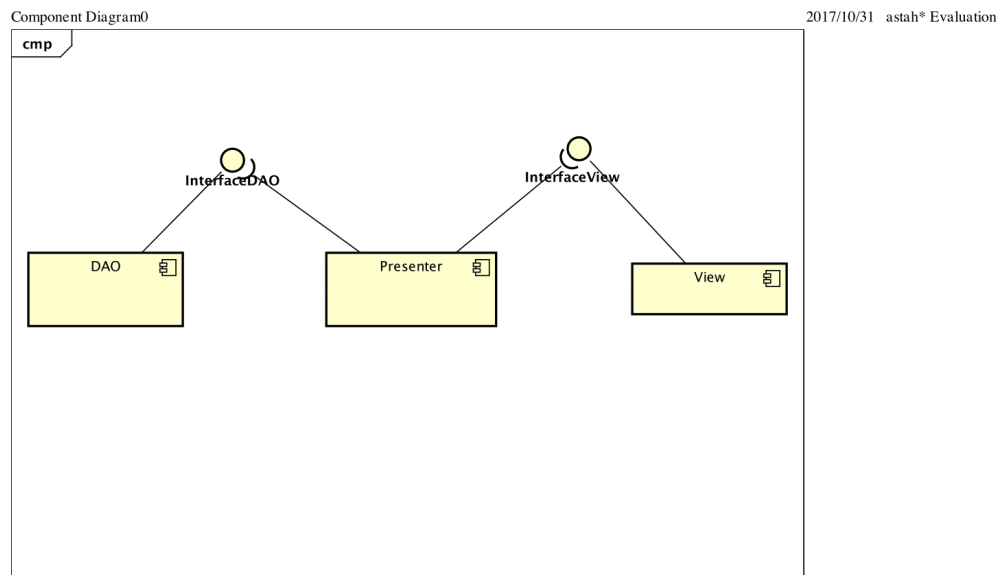 Component Diagram0
2017/10/31 astah* Evaluation
cmp
InterfaceDAO
InterfaceView
DAO
Presenter
View